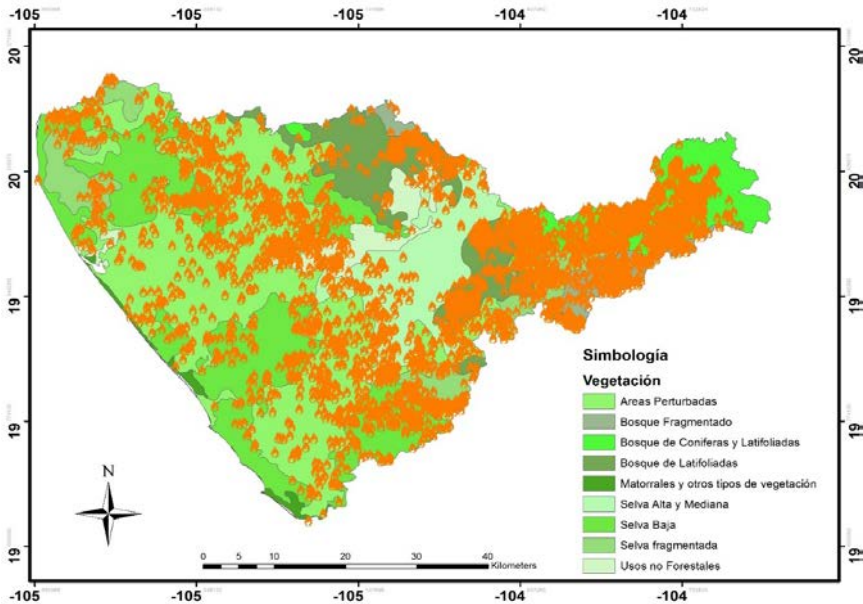 -105 -105 -105 -104 -104
20 20
20 20
19 19
19 19
19 19
Simbología
Vegetación
Areas Perturbadas
Bosque Fragmentado
Bosque de Coniferas y Latifoliadas
Bosque de Latifoliadas
Matorrales y otros tipos de vegetación
Selva Alta y Mediana
Selva Baja
Selva fragmentada
Usos no Forestales
N
0 5 10 20 30 40
Kilometers
-105 -105 -105 -104 -104